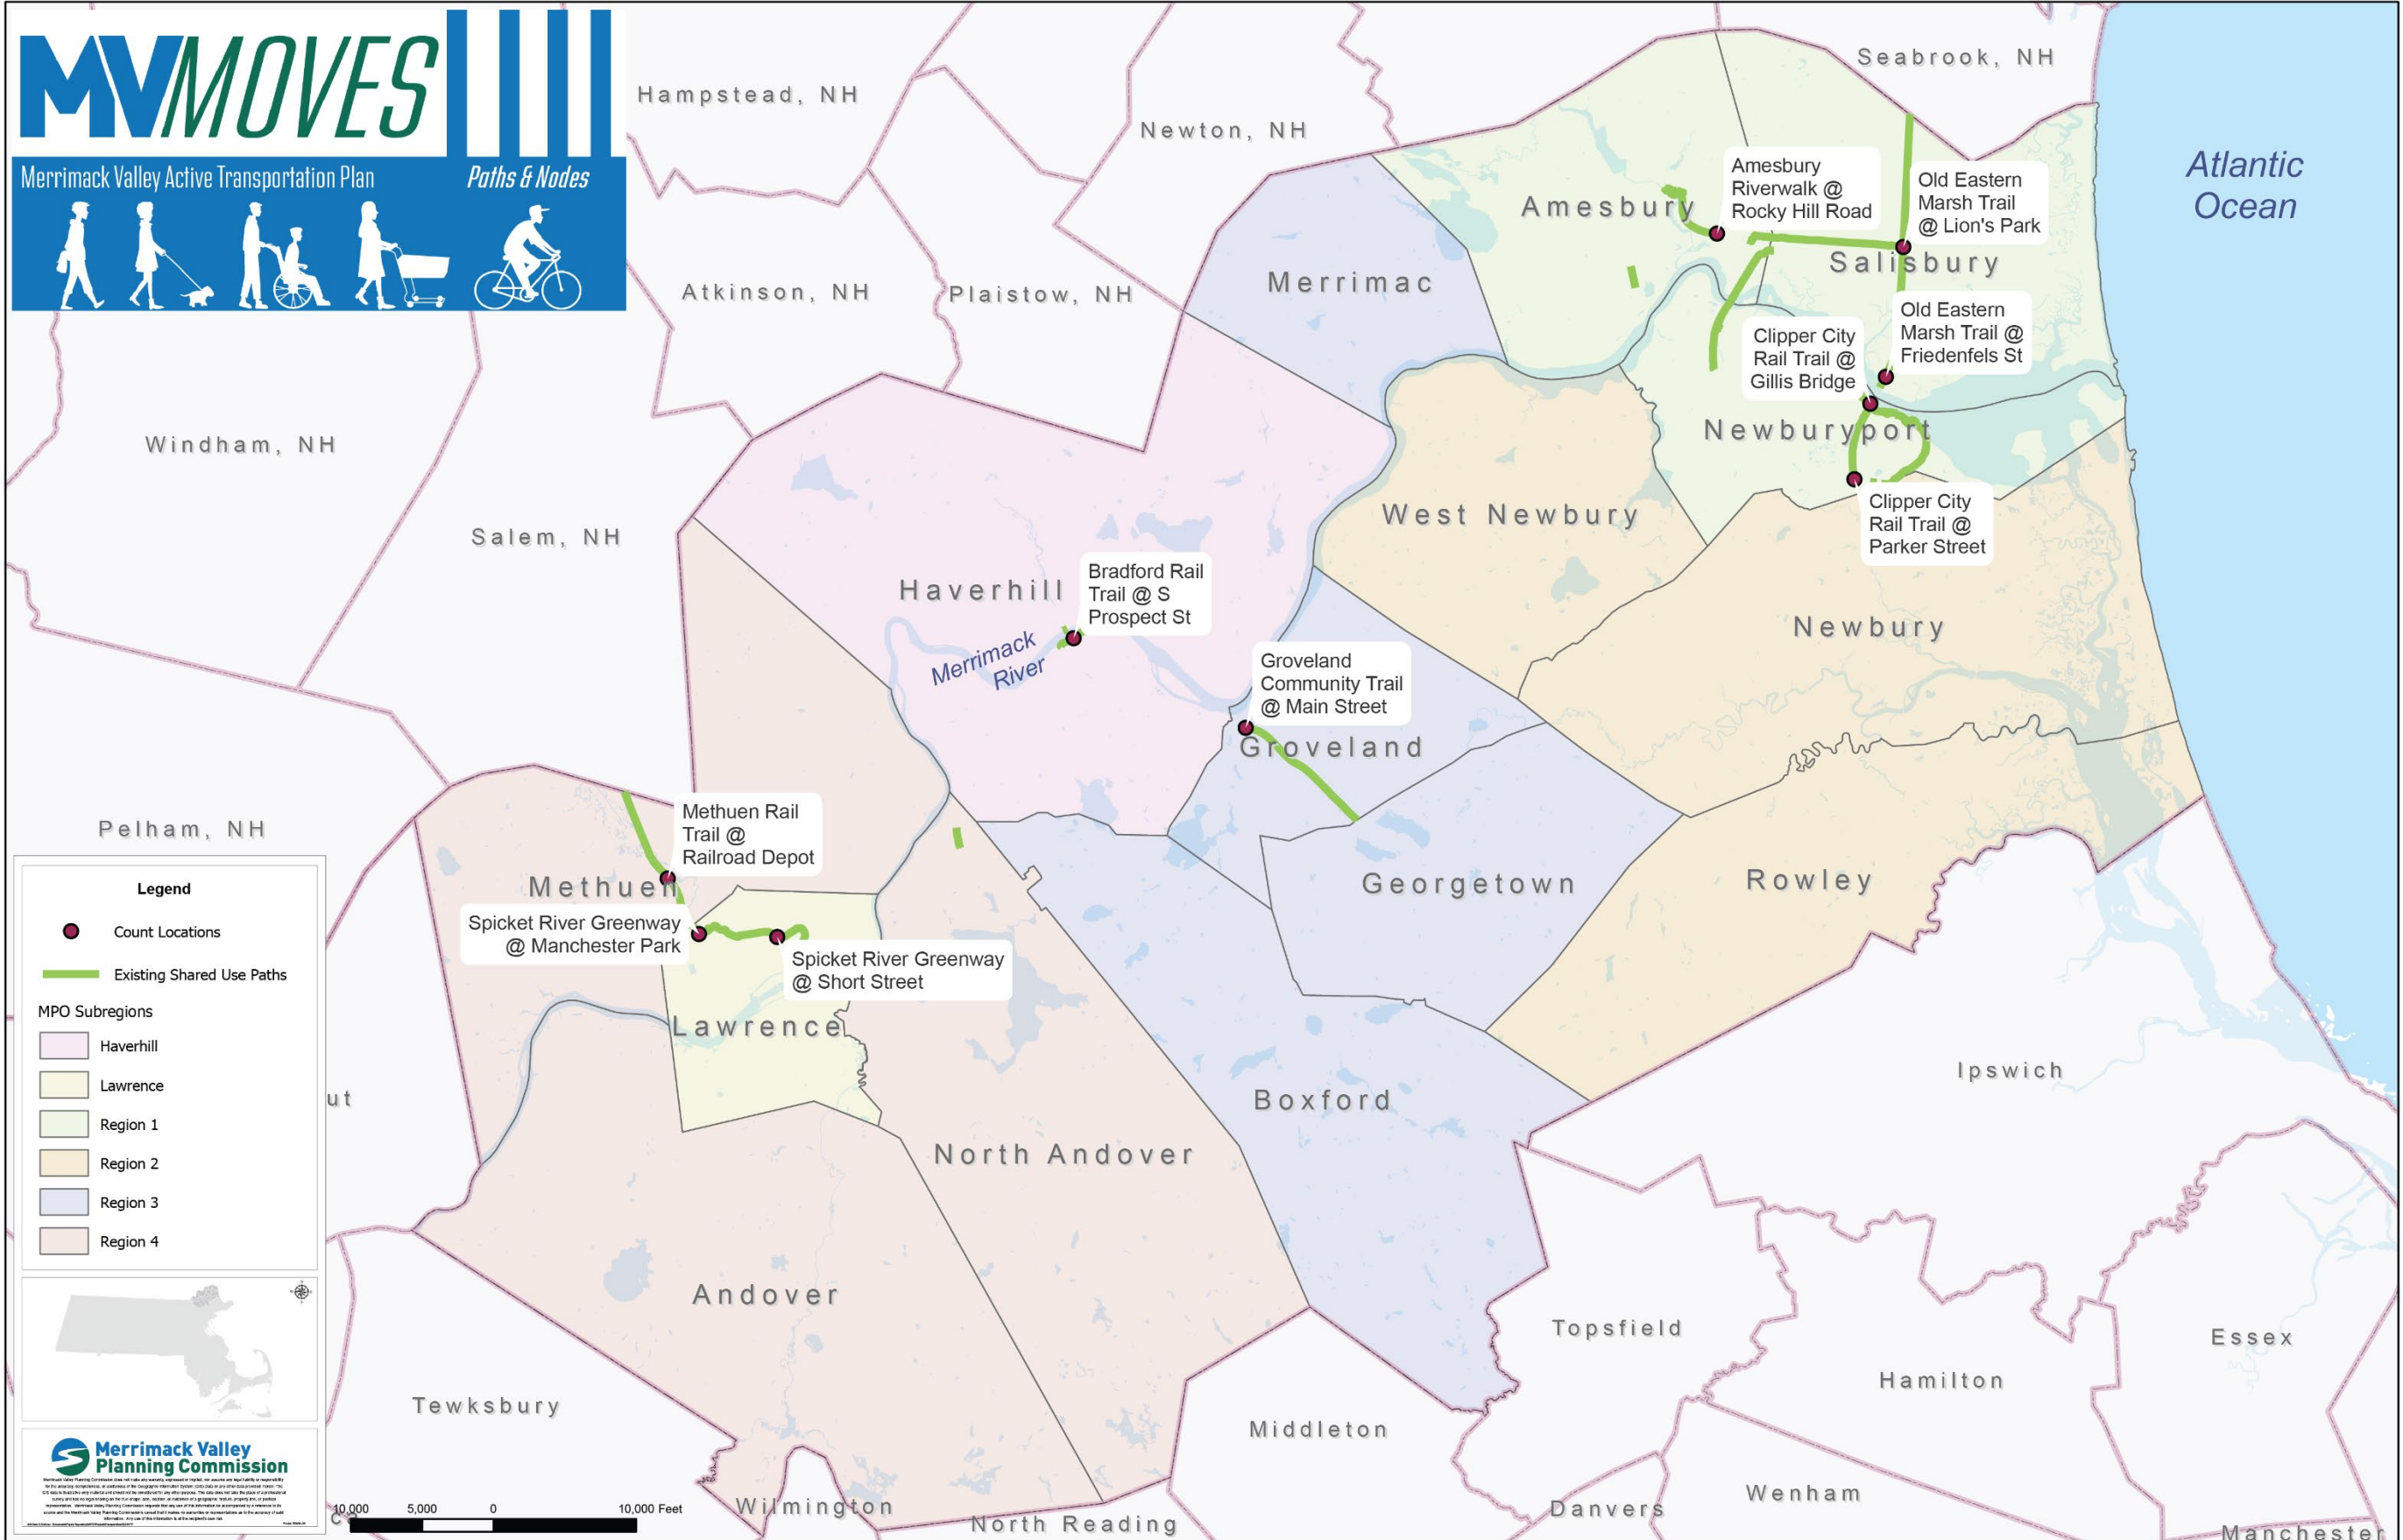 MVMOVES
Merrimack Valley Active Transportation Plan
Paths & Nodes
Hampstead, NH
Newton, NH
Seabrook, NH
Atlantic
Ocean
Amesbury
Riverwalk @
Rocky Hill Road
Old Eastern
Marsh Trail
@ Lion's Park
Amesbury
Salisbury
Merrimac
Atkinson, NH
Plaistow, NH
Old Eastern
Marsh Trail @
Friedenfels St
Clipper City
Rail Trail @
Gillis Bridge
Windham, NH
Newburyport
Salem, NH
West Newbury
Clipper City
Rail Trail @
Parker Street
Haverhill
Bradford Rail
Trail @ S
Prospect St
Newbury
Merrimack
River
Groveland
Community Trail
@ Main Street
Groveland
Pelham, NH
Methuen Rail
Trail @
Railroad Depot
Methuen
Georgetown
Rowley
Spicket River Greenway
@ Manchester Park
Spicket River Greenway
@ Short Street
Lawrence
Ipswich
ut
Boxford
North Andover
Andover
Topsfield
Essex
Hamilton
Tewksbury
Middleton
Wenham
Wilmington
Danvers
North Reading
Manchester
Legend
Count Locations
Existing Shared Use Paths
MPO Subregions
Haverhill
Lawrence
Region 1
Region 2
Region 3
Region 4
Merrimack Valley
Planning Commission
10,000 5,000 0 10,000 Feet